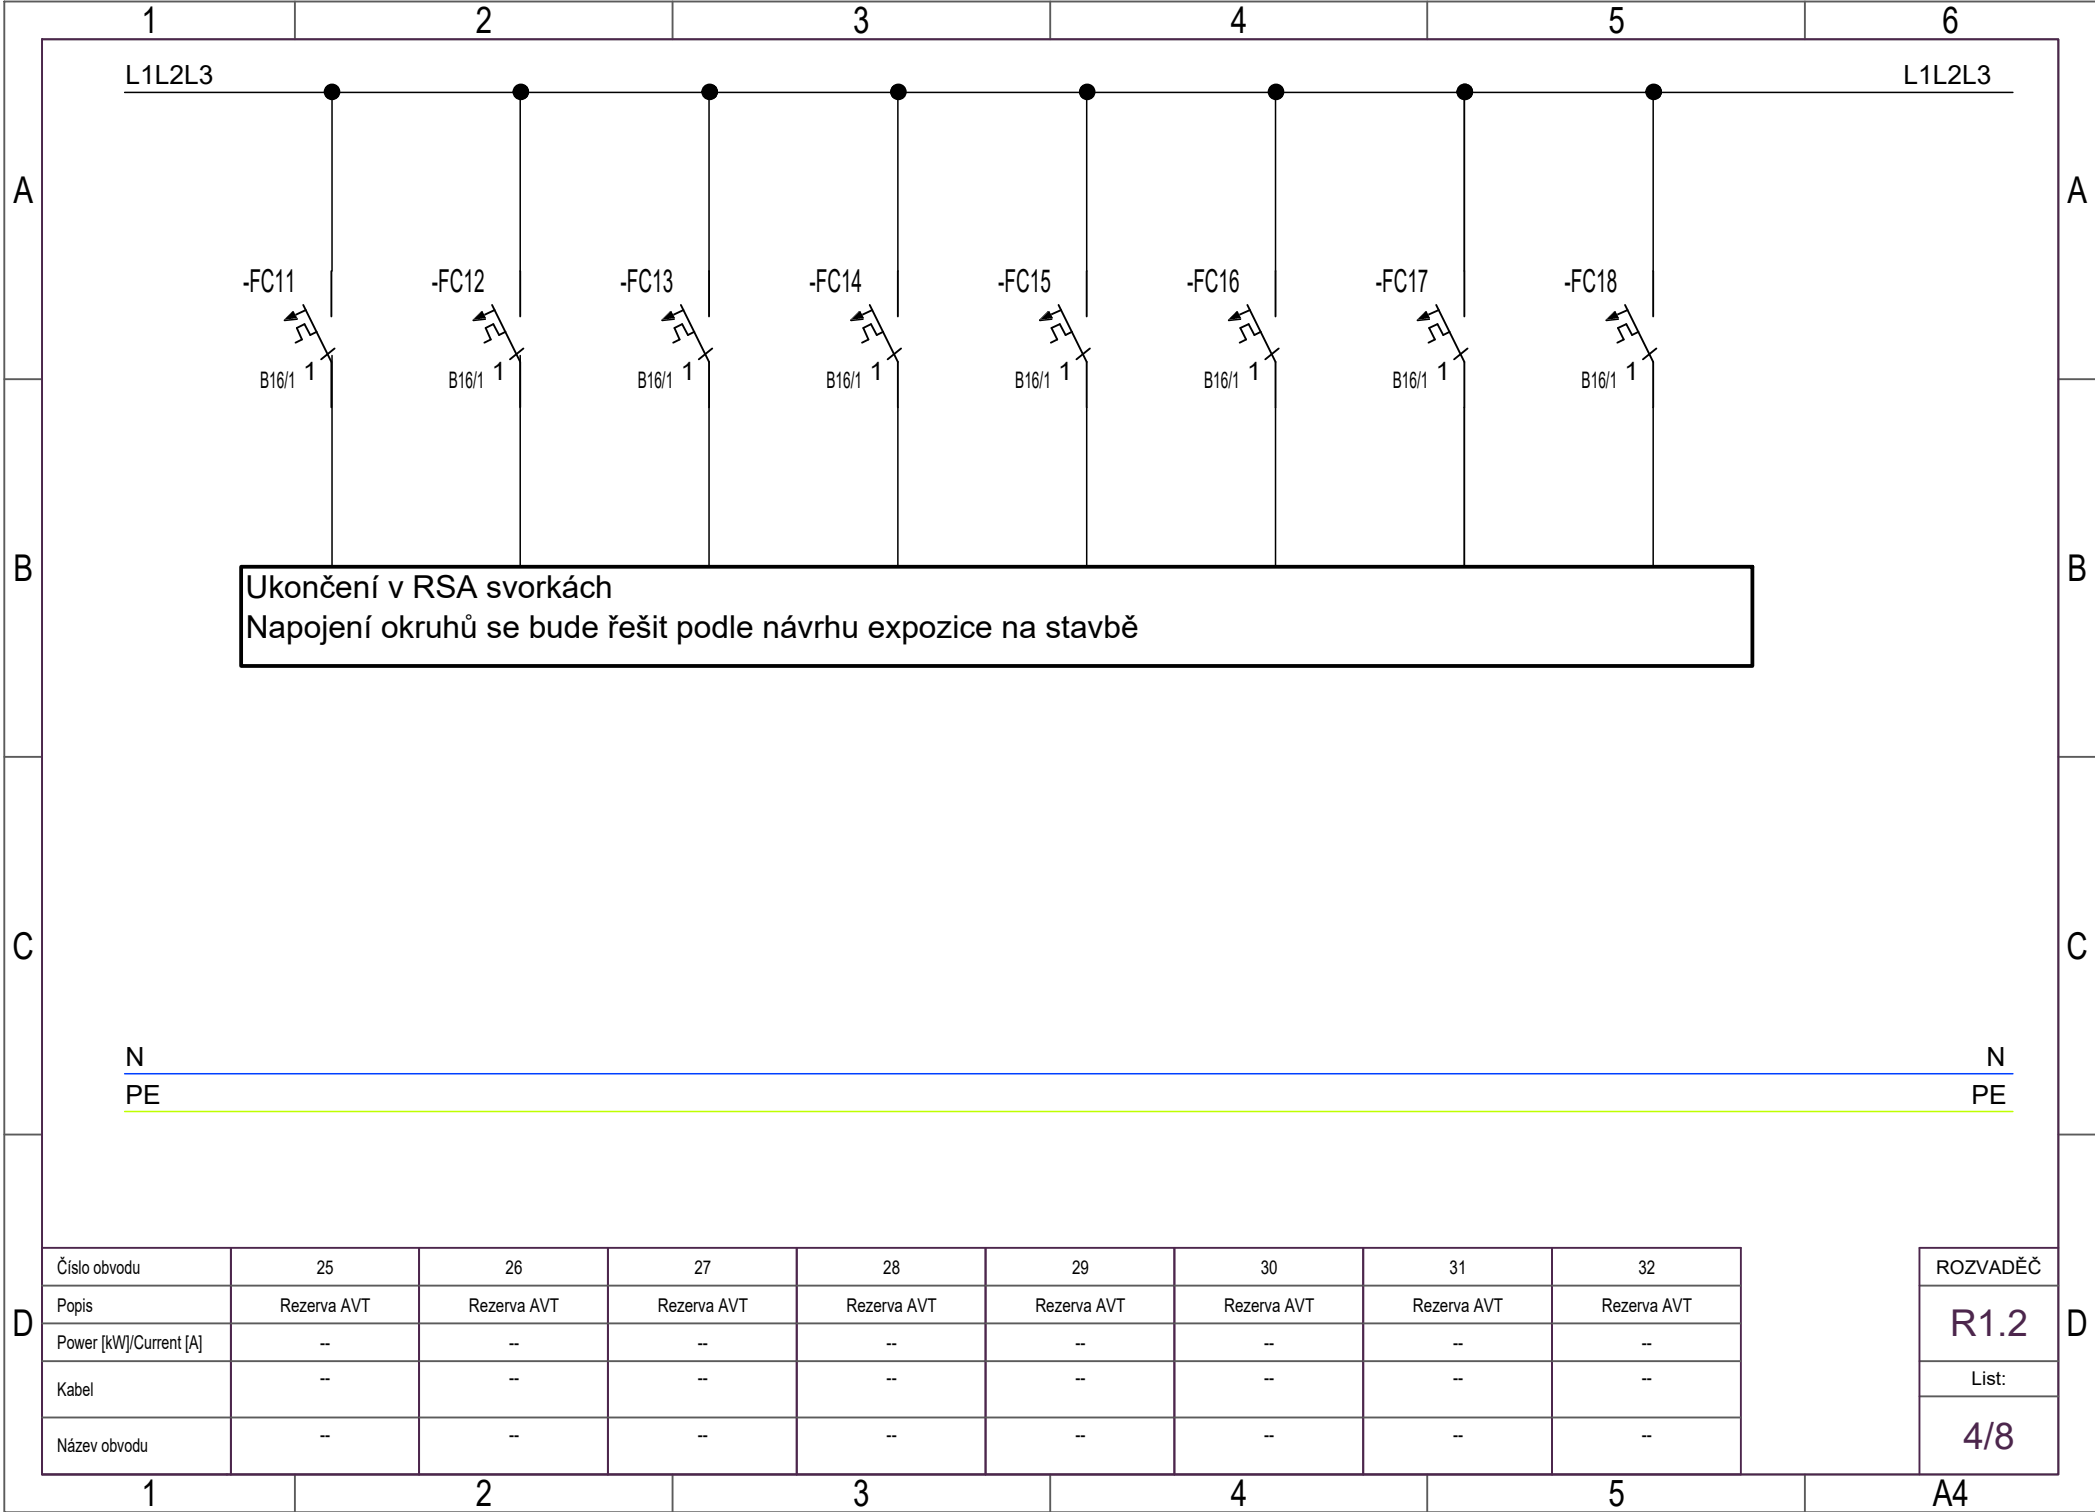 1 2 3 4 5 6
L1L2L3 L1L2L3
A A
-FC11 -FC12 -FC13 -FC14 -FC15 -FC16 -FC17 -FC18
B16/1 1 B16/1 1 B16/1 1 B16/1 1 B16/1 1 B16/1 1 B16/1 1 B16/1 1
B B
Ukončení v RSA svorkách
Napojení okruhů se bude řešit podle návrhu expozice na stavbě
C C
N N
PE PE
Číslo obvodu 25 26 27 28 29 30 31 32 ROZVADĚČ
Popis Rezerva AVT Rezerva AVT Rezerva AVT Rezerva AVT Rezerva AVT Rezerva AVT Rezerva AVT Rezerva AVT
D R1.2 D
Power [kW]/Current [A] -- -- -- -- -- -- -- --
Kabel -- -- -- -- -- -- -- -- List:
Název obvodu -- -- -- -- -- -- -- -- 4/8
1 2 3 4 5 A4